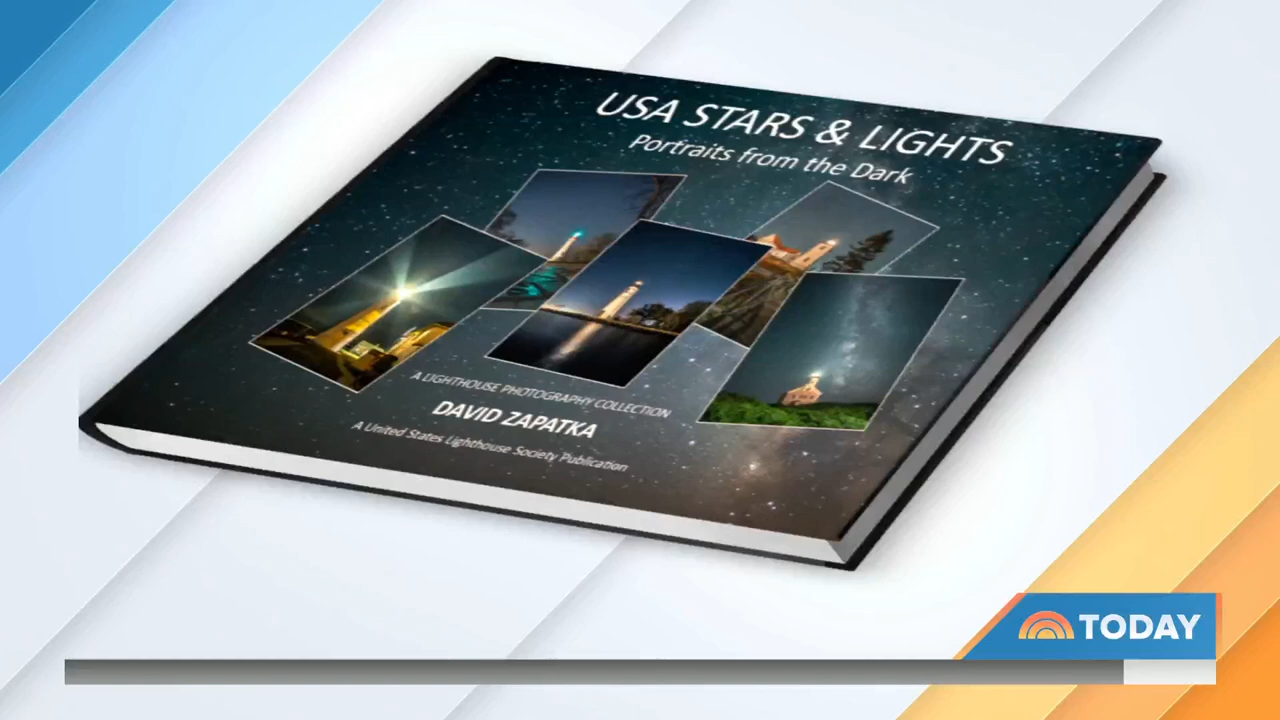 USA STARS & LIGHTS
Portraits from the Dark
A LIGHTHOUSE PHOTOGRAPHY COLLECTION
DAVID ZAPATKA
A United States Lighthouse Society Publication
TODAY